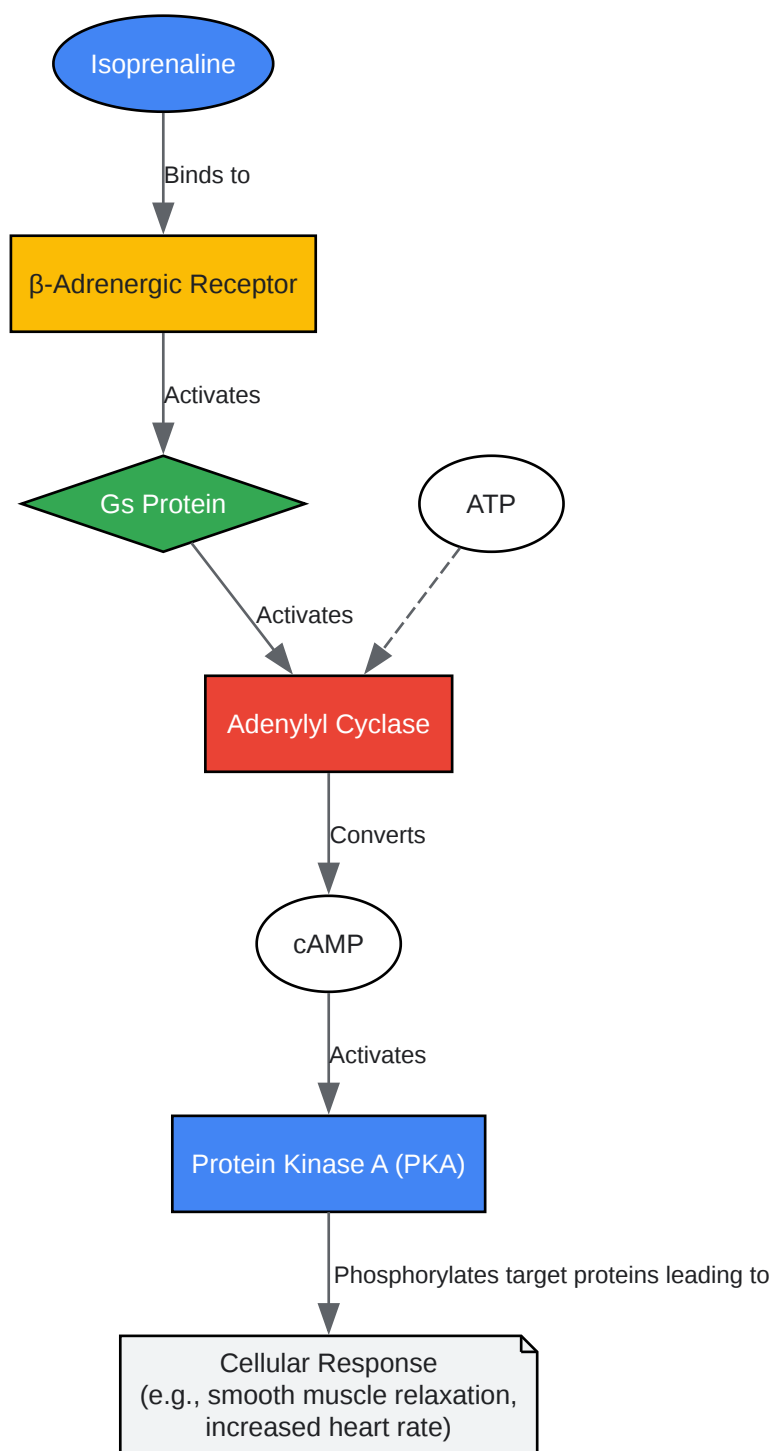 Isoprenaline
Binds to
β-Adrenergic Receptor
Activates
Gs Protein
ATP
Activates
Adenylyl Cyclase
Converts
cAMP
Activates
Protein Kinase A (PKA)
Phosphorylates target proteins leading to
Cellular Response
(e.g., smooth muscle relaxation,
increased heart rate)